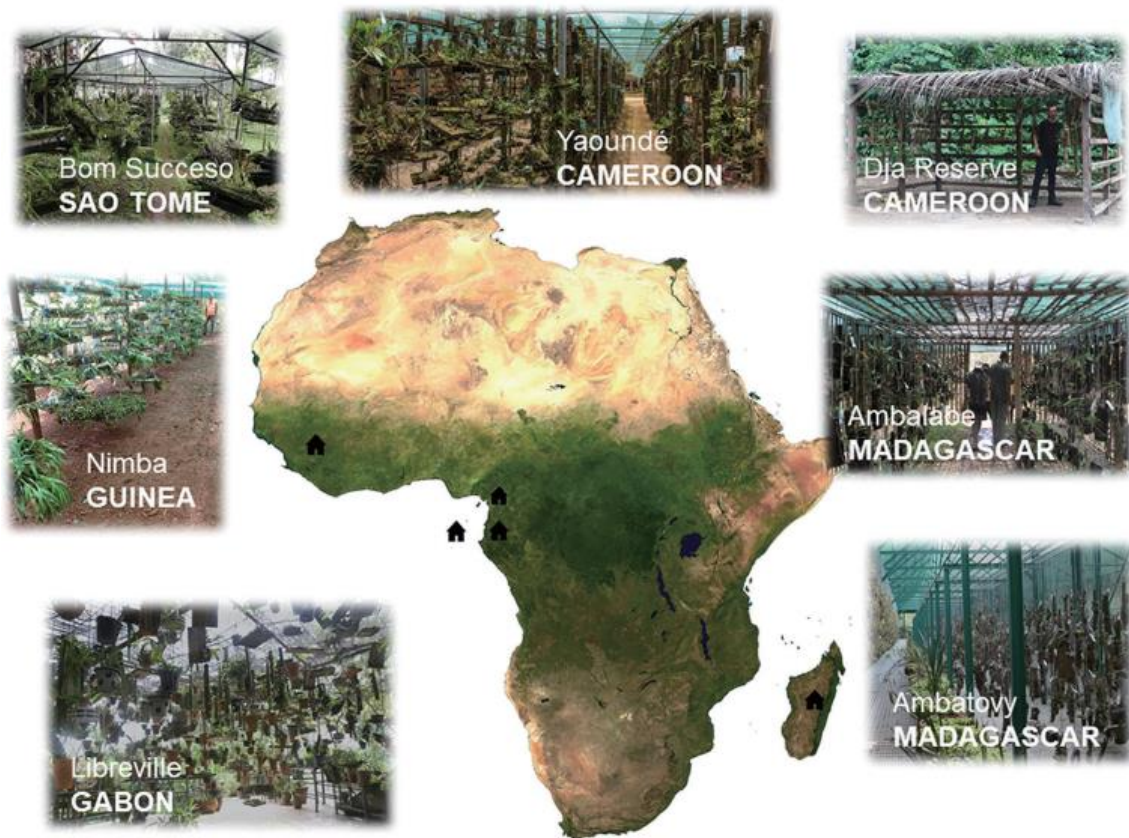 Bom Succeso
SAO TOME
Yaoundé
CAMEROON
Dja Reserve
CAMEROON
Nimba
GUINEA
Ambalabe
MADAGASCAR
Libreville
GABON
Ambatovy
MADAGASCAR